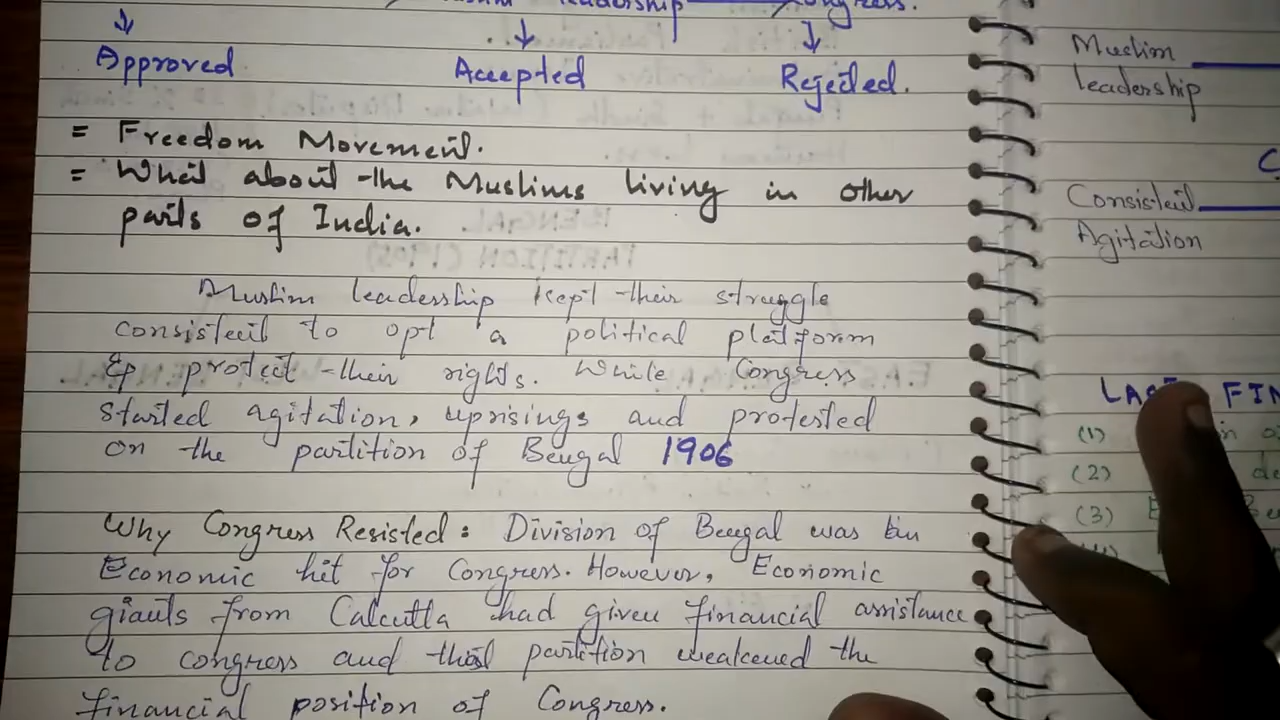 leadership
Approved Accepted Rejected.
= Freedom Movement.
= What about the Muslims living in other
parts of India.
Muslim leadership kept their struggle
consistent to opt a political platform
& protect their rights. While Congress
started agitation, uprisings and protested
on the partition of Bengal 1906
Why Congress Resisted: Division of Bengal was
Economic hit for Congress. However, Economic
giants from Calcutta had given financial assistance
to congress and partition weakened the
financial position of Congress.
Muslim
leadership
Consistent
Agitation
(1)
(2)
(3)